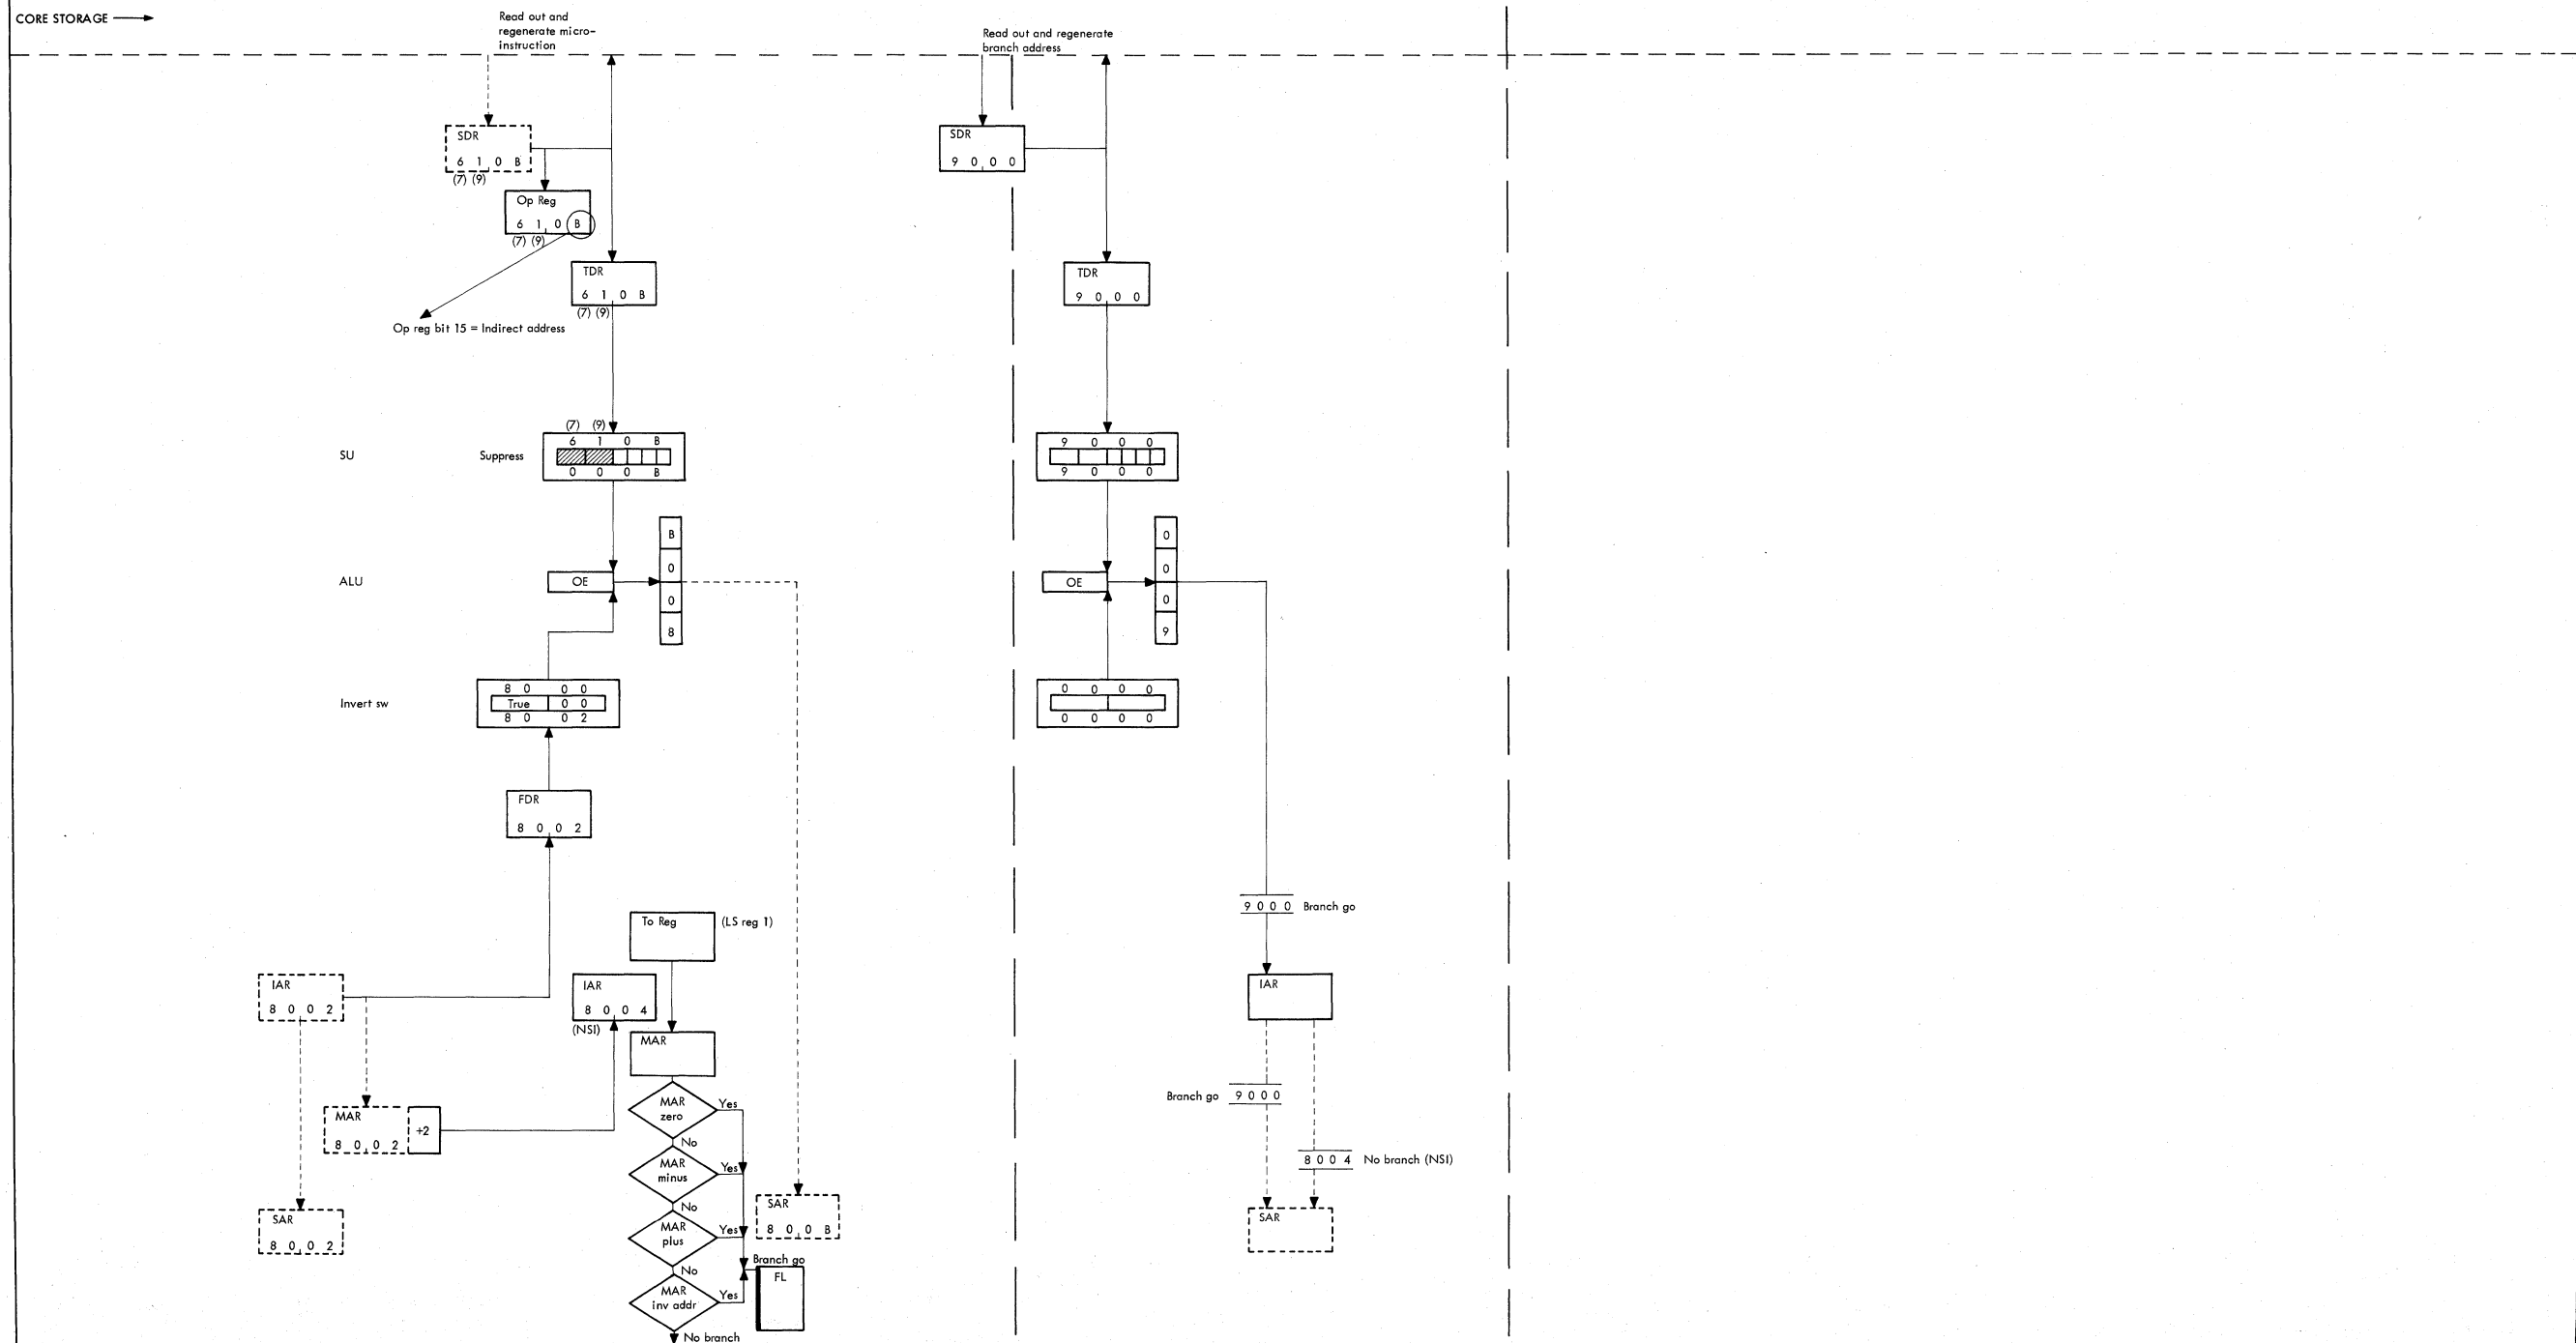 CORE STORAGE
Read out and
regenerate micro-
instruction
SDR
6 1 0 B
(7) (9)
Op Reg
6 1 0 B
(7) (9)
TDR
6 1 0 B
(7) (9)
Op reg bit 15 = Indirect address
(7) (9)
6 1 0 B
SU
Suppress
0 0 0 B
ALU
OE
B
0
0
8
8 0 0 0
Invert sw
True 0 0
8 0 0 2
FDR
8 0 0 2
To Reg
(LS reg 1)
IAR
8 0 0 2
IAR
8 0 0 4
(NSI)
MAR
MAR
8 0 0 2
+2
MAR
zero
Yes
No
MAR
minus
Yes
No
MAR
plus
Yes
No
MAR
inv addr
Yes
No branch
SAR
8 0 0 2
SAR
8 0 0 B
Branch go
FL
Read out and regenerate
branch address
SDR
9 0 0 0
TDR
9 0 0 0
9 0 0 0
9 0 0 0
OE
0
0
0
9
0 0 0 0
0 0 0 0
9 0 0 0 Branch go
IAR
Branch go 9 0 0 0
8 0 0 4 No branch (NSI)
SAR